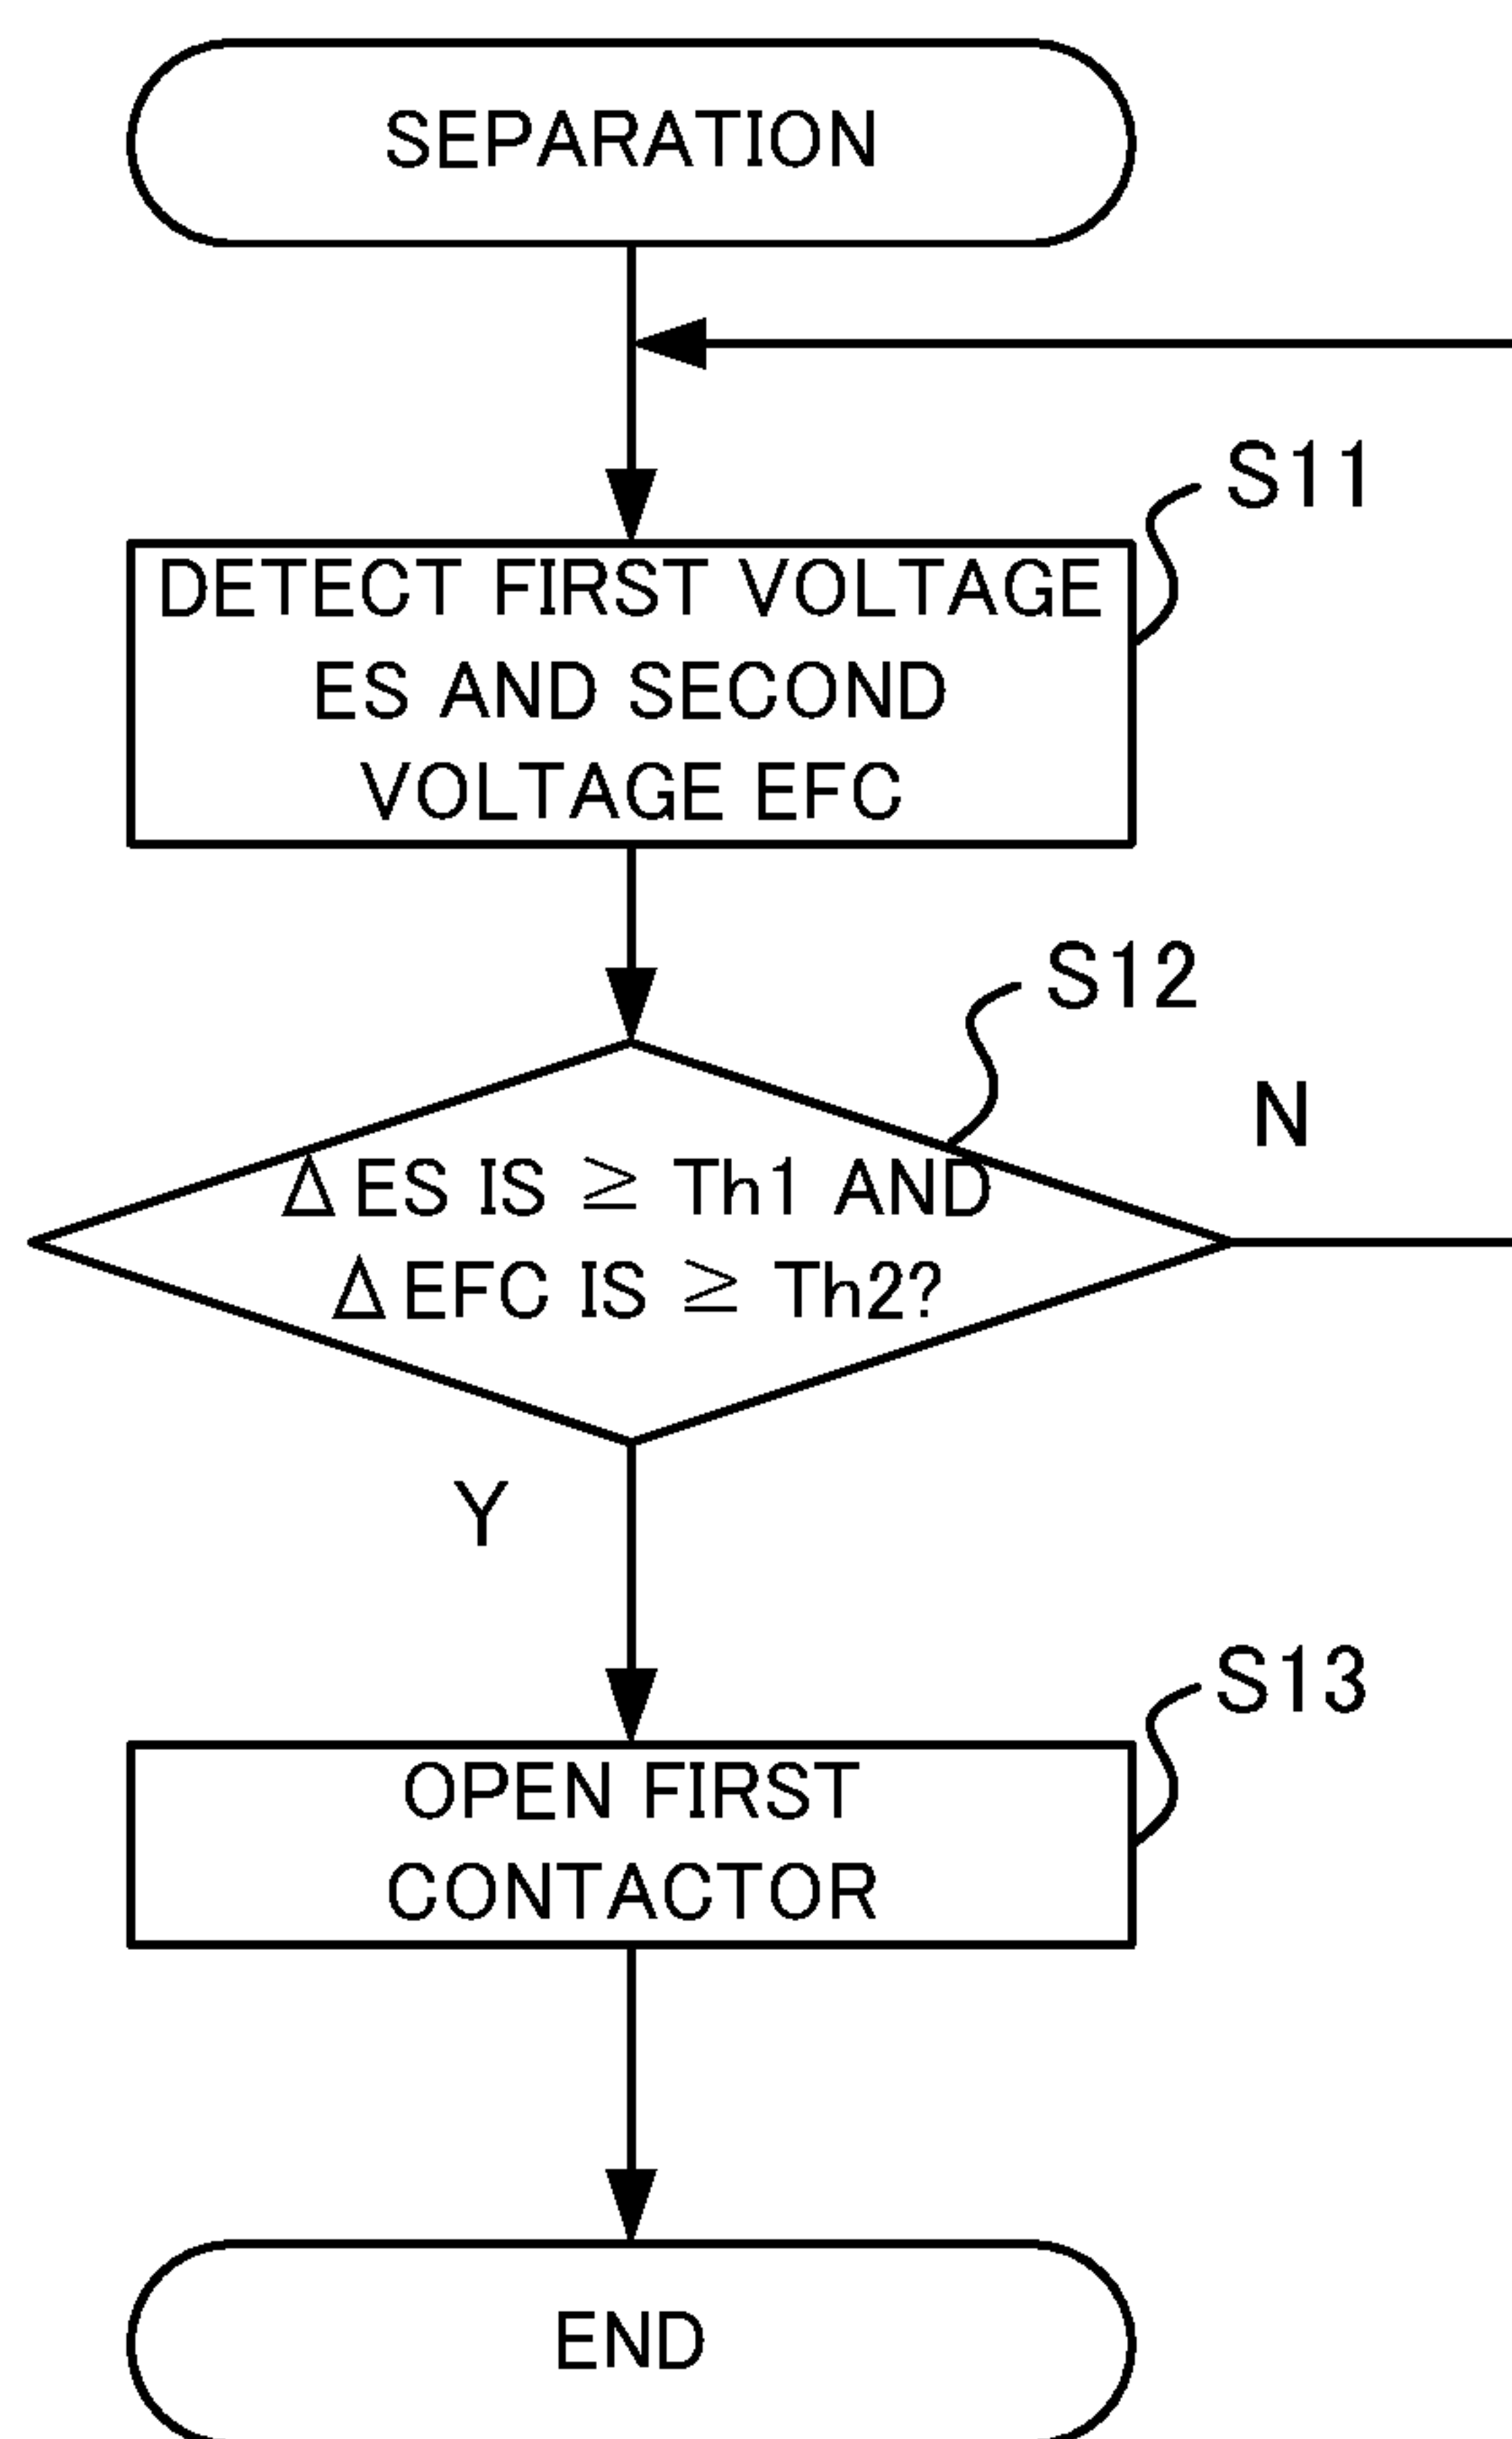 SEPARATION
S11
DETECT FIRST VOLTAGE
ES AND SECOND
VOLTAGE EFC
S12
N
ΔES IS ≧ Th1 AND
ΔEFC IS ≧ Th2?
Y
S13
OPEN FIRST
CONTACTOR
END